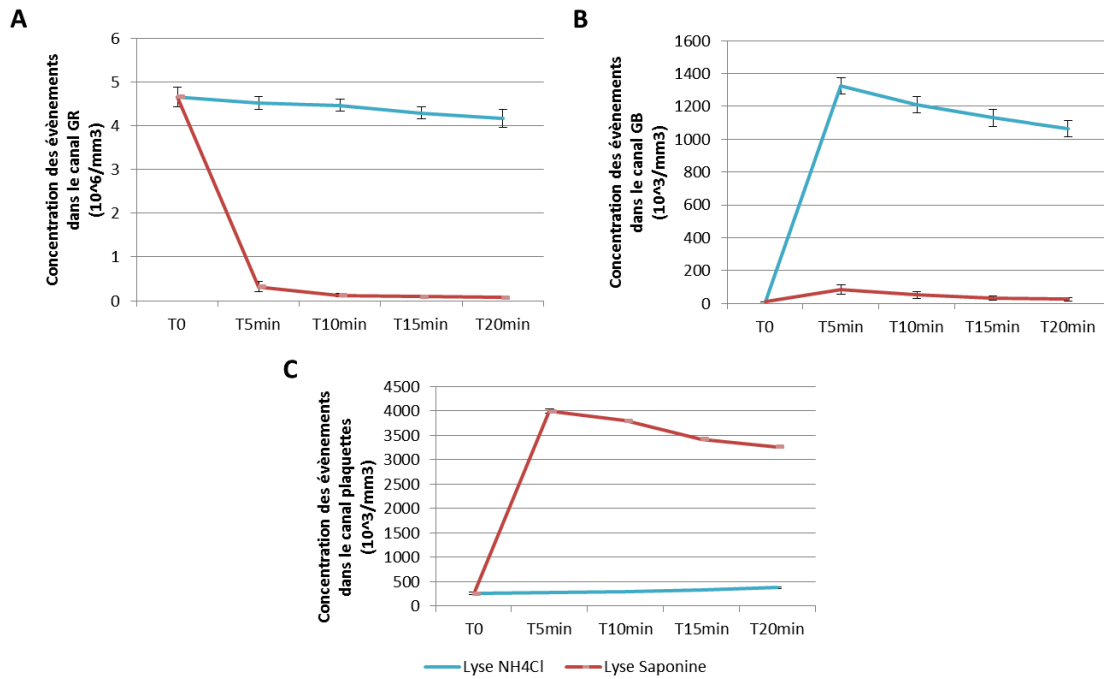 A
Concentration des évènements
dans le canal GR
(10^6/mm3)
6
5
4
3
2
1
0
T0 T5min T10min T15min T20min
B
Concentration des évènements
dans le canal GB
(10^3/mm3)
1600
1400
1200
1000
800
600
400
200
0
T0 T5min T10min T15min T20min
C
Concentration des évènements
dans le canal plaquettes
(10^3/mm3)
4500
4000
3500
3000
2500
2000
1500
1000
500
0
T0 T5min T10min T15min T20min
Lyse NH4Cl Lyse Saponine